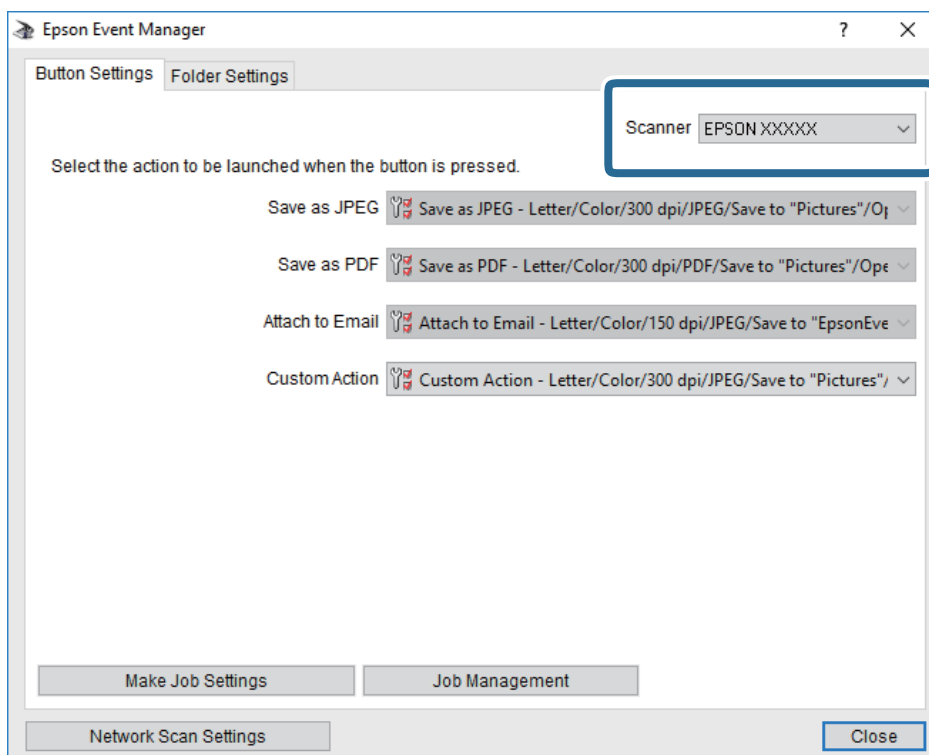 Epson Event Manager
Button Settings Folder Settings
Scanner EPSON XXXXX
Select the action to be launched when the button is pressed.
Save as JPEG Save as JPEG - Letter/Color/300 dpi/JPEG/Save to "Pictures"/Op
Save as PDF Save as PDF - Letter/Color/300 dpi/PDF/Save to "Pictures"/Ope
Attach to Email Attach to Email - Letter/Color/150 dpi/JPEG/Save to "EpsonEve
Custom Action Custom Action - Letter/Color/300 dpi/JPEG/Save to "Pictures"/
Make Job Settings Job Management
Network Scan Settings Close